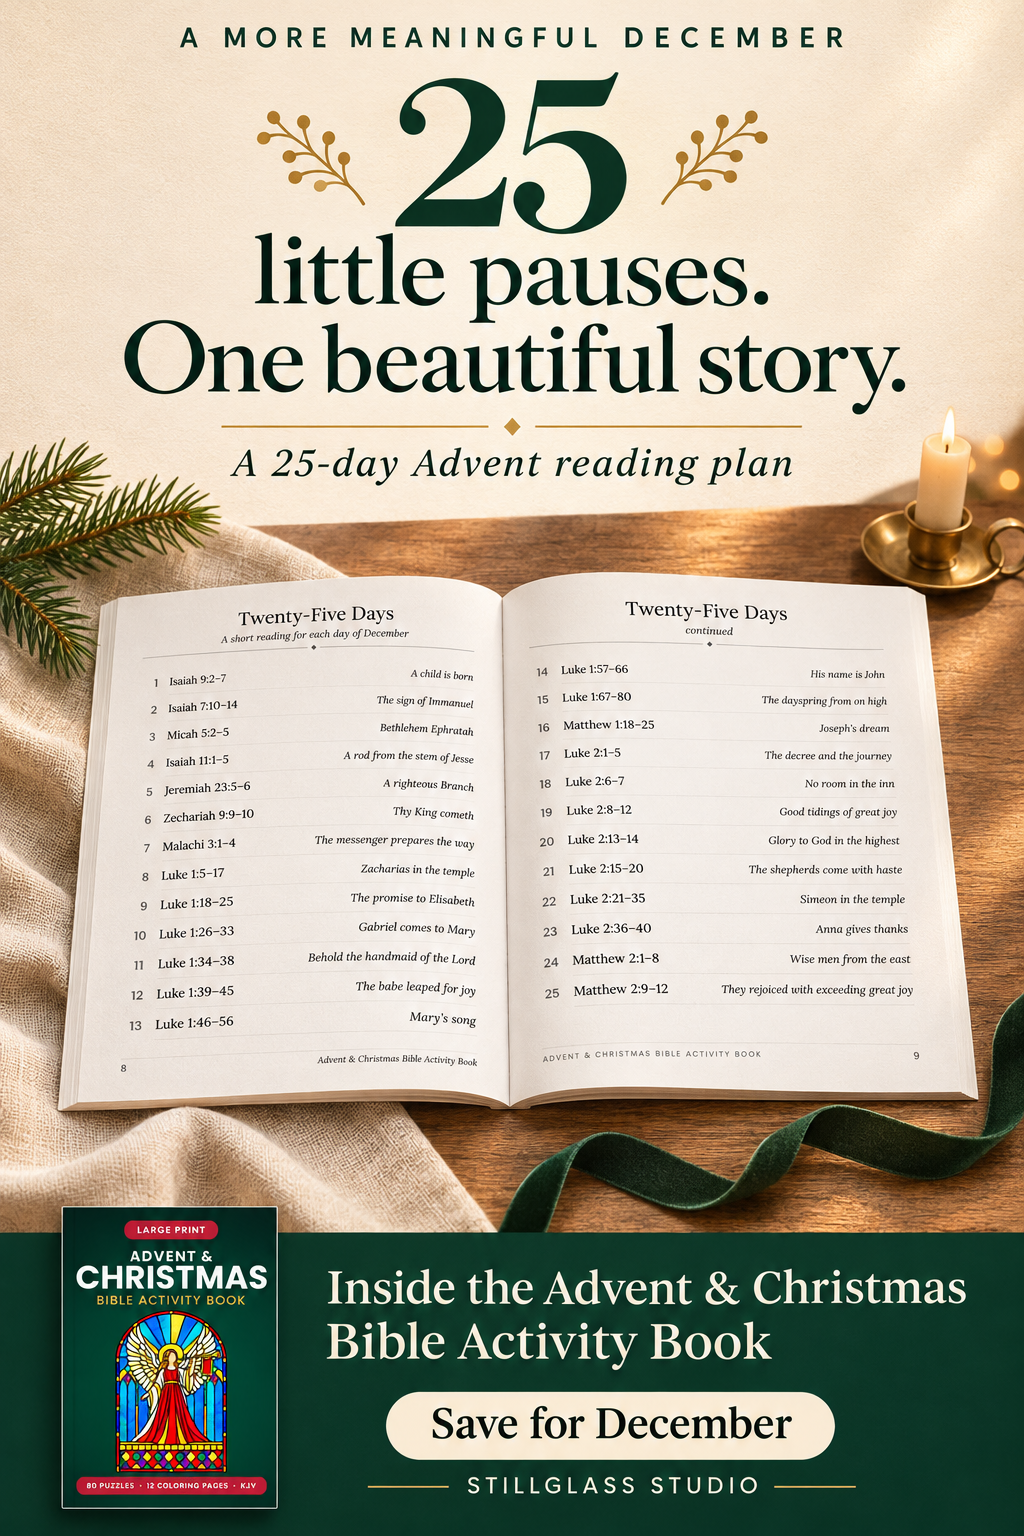 A MORE MEANINGFUL DECEMBER
25
little pauses.
One beautiful story.
A 25-day Advent reading plan
Twenty-Five Days
A short reading for each day of December
1 Isaiah 9:2–7 A child is born
2 Isaiah 7:10–14 The sign of Immanuel
3 Micah 5:2–5 Bethlehem Ephratah
4 Isaiah 11:1–5 A rod from the stem of Jesse
5 Jeremiah 23:5–6 A righteous Branch
6 Zechariah 9:9–10 Thy King cometh
7 Malachi 3:1–4 The messenger prepares the way
8 Luke 1:5–17 Zacharias in the temple
9 Luke 1:18–25 The promise to Elisabeth
10 Luke 1:26–33 Gabriel comes to Mary
11 Luke 1:34–38 Behold the handmaid of the Lord
12 Luke 1:39–45 The babe leaped for joy
13 Luke 1:46–56 Mary's song
8 Advent & Christmas Bible Activity Book
Twenty-Five Days
continued
14 Luke 1:57–66 His name is John
15 Luke 1:67–80 The dayspring from on high
16 Matthew 1:18–25 Joseph's dream
17 Luke 2:1–5 The decree and the journey
18 Luke 2:6–7 No room in the inn
19 Luke 2:8–12 Good tidings of great joy
20 Luke 2:13–14 Glory to God in the highest
21 Luke 2:15–20 The shepherds come with haste
22 Luke 2:21–35 Simeon in the temple
23 Luke 2:36–40 Anna gives thanks
24 Matthew 2:1–8 Wise men from the east
25 Matthew 2:9–12 They rejoiced with exceeding great joy
ADVENT & CHRISTMAS BIBLE ACTIVITY BOOK 9
LARGE PRINT
ADVENT &
CHRISTMAS
BIBLE ACTIVITY BOOK
80 PUZZLES • 12 COLORING PAGES • KJV
Inside the Advent & Christmas
Bible Activity Book
Save for December
STILLGLASS STUDIO